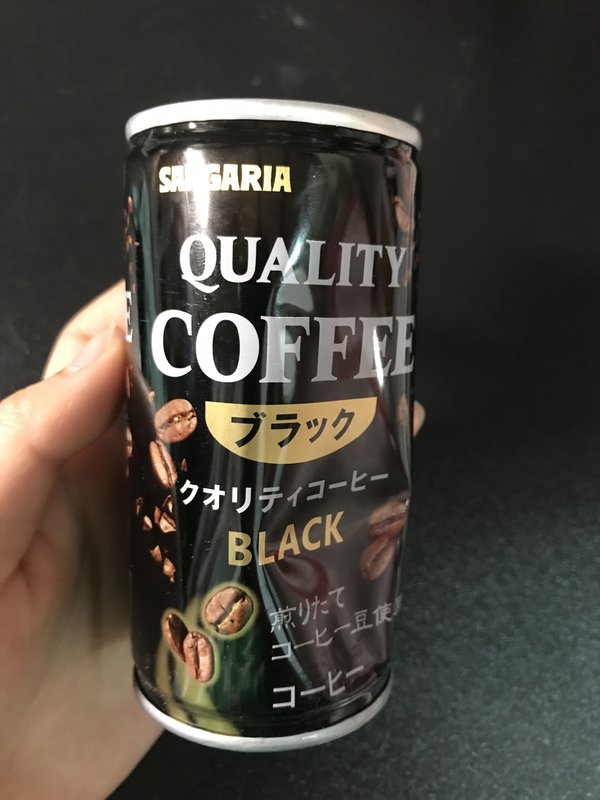 SANGARIA
QUALITY
COFFEE
ブラック
クオリティコーヒー
BLACK
煎りたて
コーヒー豆使用
コーヒー
E